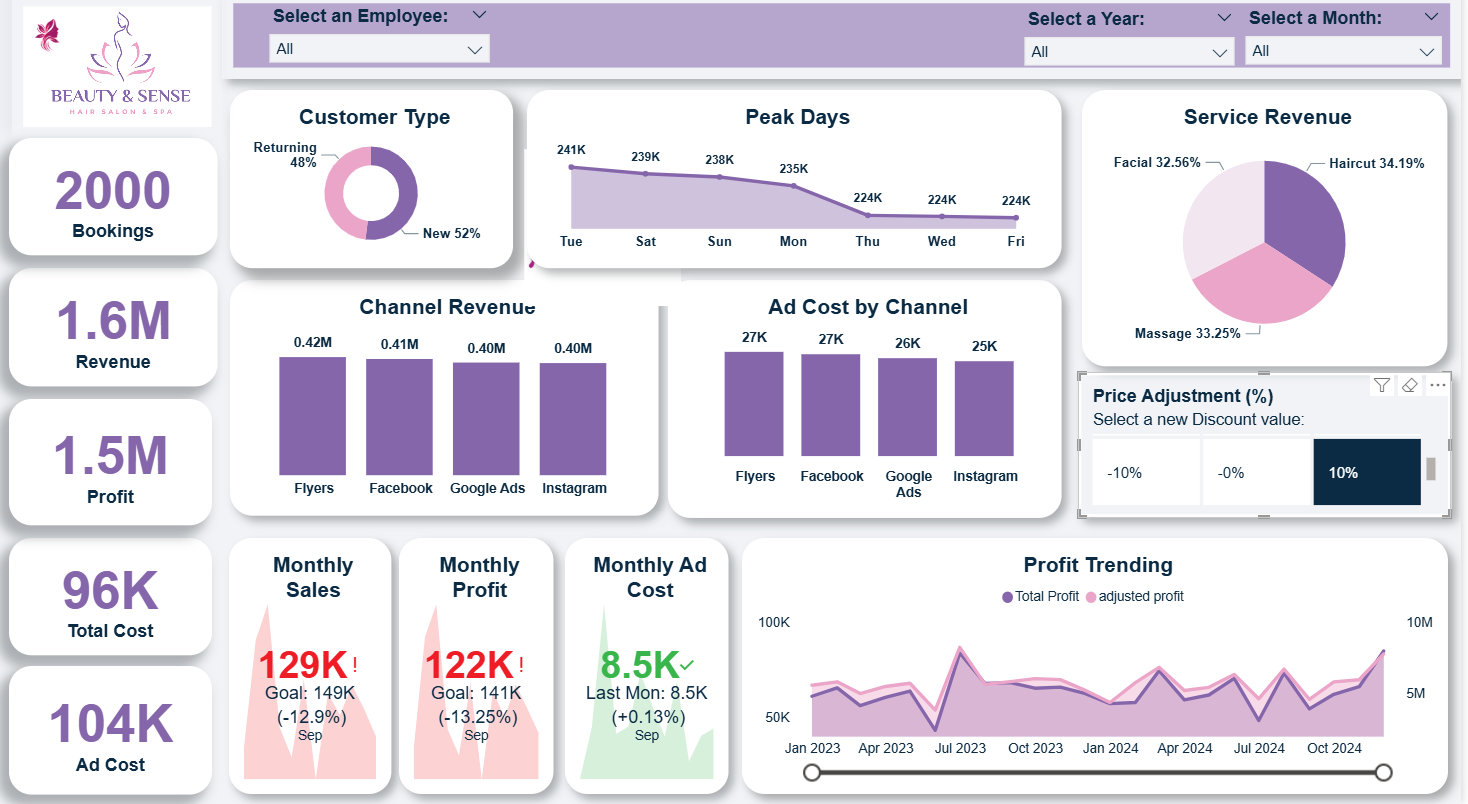 Select an Employee:
All
Select a Year:
All
Select a Month:
All
BEAUTY & SENSE
HAIR SALON & SPA
2000
Bookings
1.6M
Revenue
1.5M
Profit
96K
Total Cost
104K
Ad Cost
Customer Type
Returning
48%
New 52%
Peak Days
241K
239K
238K
235K
224K
224K
224K
Tue
Sat
Sun
Mon
Thu
Wed
Fri
Service Revenue
Facial 32.56%
Haircut 34.19%
Massage 33.25%
Channel Revenue
0.42M
0.41M
0.40M
0.40M
Flyers
Facebook
Google Ads
Instagram
Ad Cost by Channel
27K
27K
26K
25K
Flyers
Facebook
Google
Ads
Instagram
Price Adjustment (%)
Select a new Discount value:
-10%
-0%
10%
Monthly
Sales
129K!
Goal: 149K
(-12.9%)
Sep
Monthly
Profit
122K!
Goal: 141K
(-13.25%)
Sep
Monthly Ad
Cost
8.5K
Last Mon: 8.5K
(+0.13%)
Sep
Profit Trending
Total Profit
adjusted profit
100K
50K
10M
5M
Jan 2023
Apr 2023
Jul 2023
Oct 2023
Jan 2024
Apr 2024
Jul 2024
Oct 2024